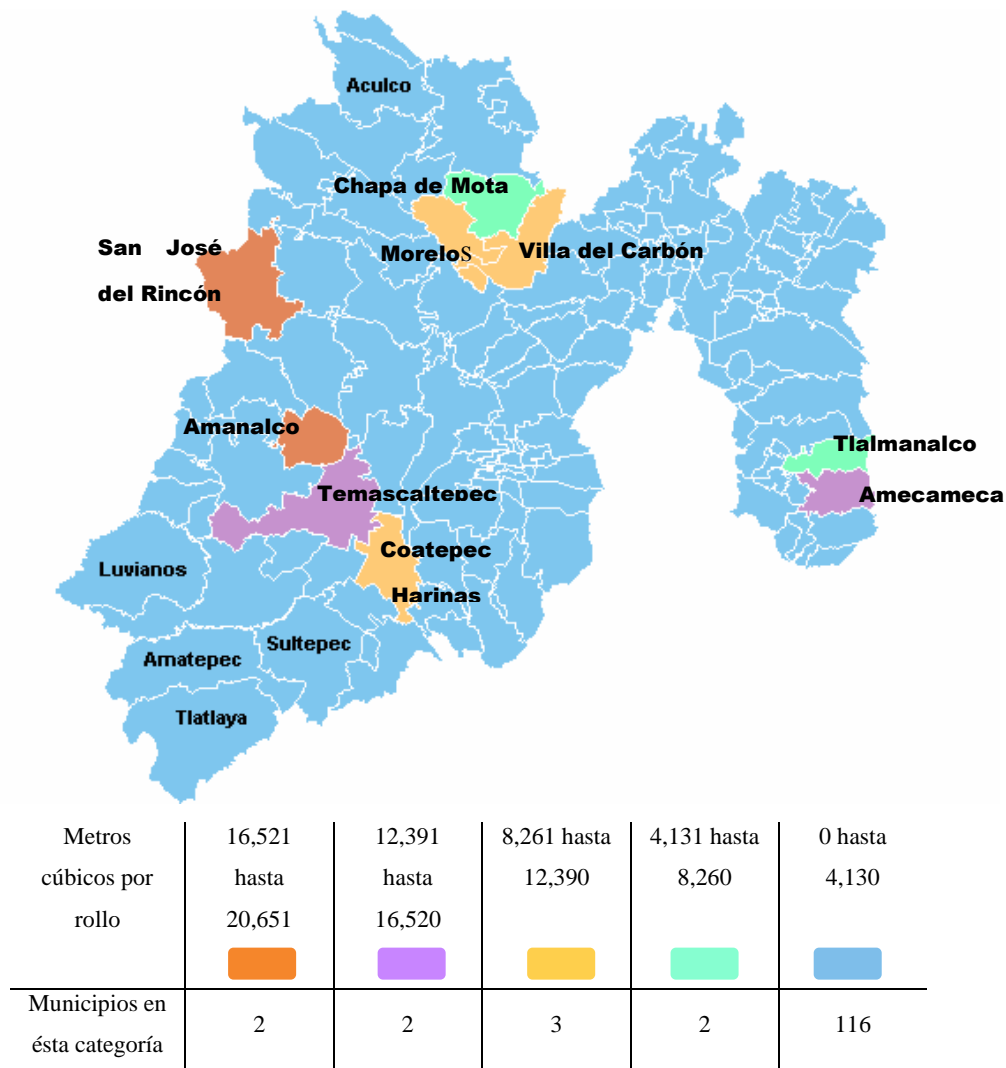 Aculco
Chapa de Mota
San José
del Rincón
Morelos
Villa del Carbón
Amanalco
Tlalmanalco
Temascaltepec
Amecameca
Coatepec
Harinas
Luvianos
Sultepec
Amatepec
Tlatlaya
Metros
cúbicos por
rollo
16,521
hasta
20,651
12,391
hasta
16,520
8,261 hasta
12,390
4,131 hasta
8,260
0 hasta
4,130
Municipios en
ésta categoría
2
2
3
2
116